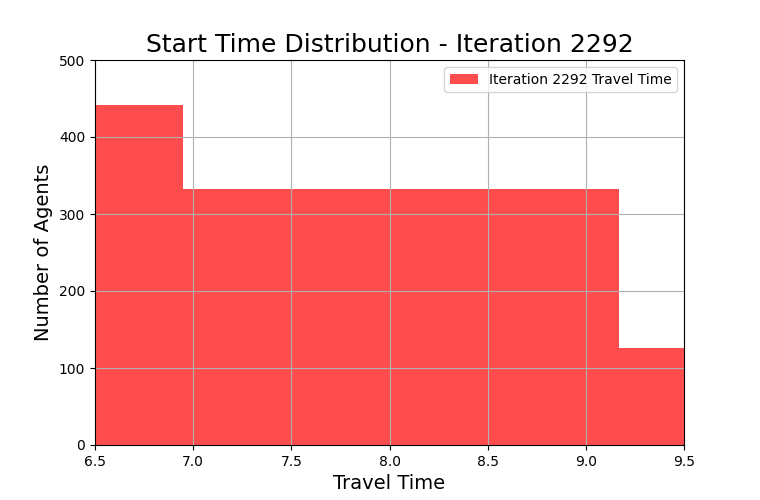 Start Time Distribution - Iteration 2292
500
Iteration 2292 Travel Time
400
300
200
100
0
Number of Agents
6.5 7.0 7.5 8.0 8.5 9.0 9.5
Travel Time